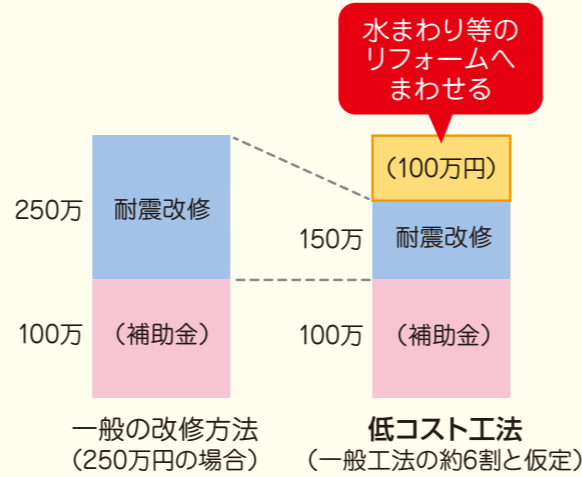 水まわり等の
リフォームへ
まわせる
(100万円)
250万
耐震改修
150万
耐震改修
100万
(補助金)
100万
(補助金)
一般の改修方法
(250万円の場合)
低コスト工法
(一般工法の約6割と仮定)